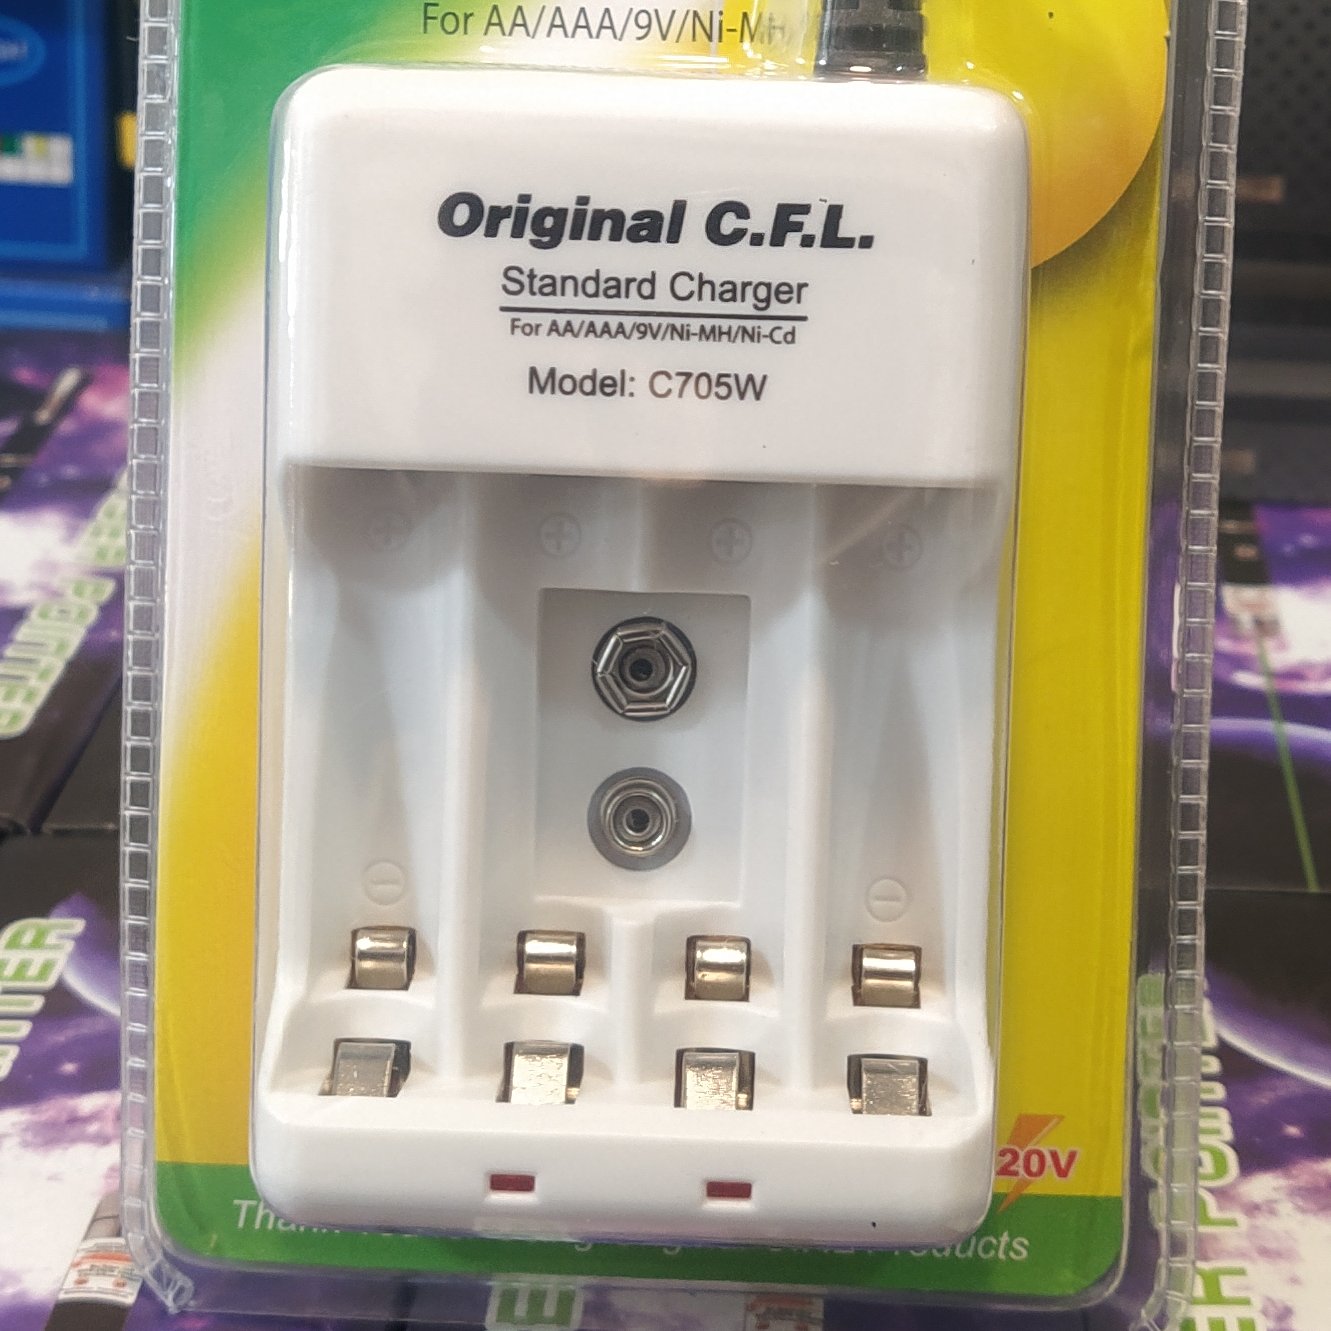 For AA/AAA/9V/Ni-MH
Original C.F.L.
Standard Charger
For AA/AAA/9V/Ni-MH/Ni-Cd
Model: C705W
20V
Products